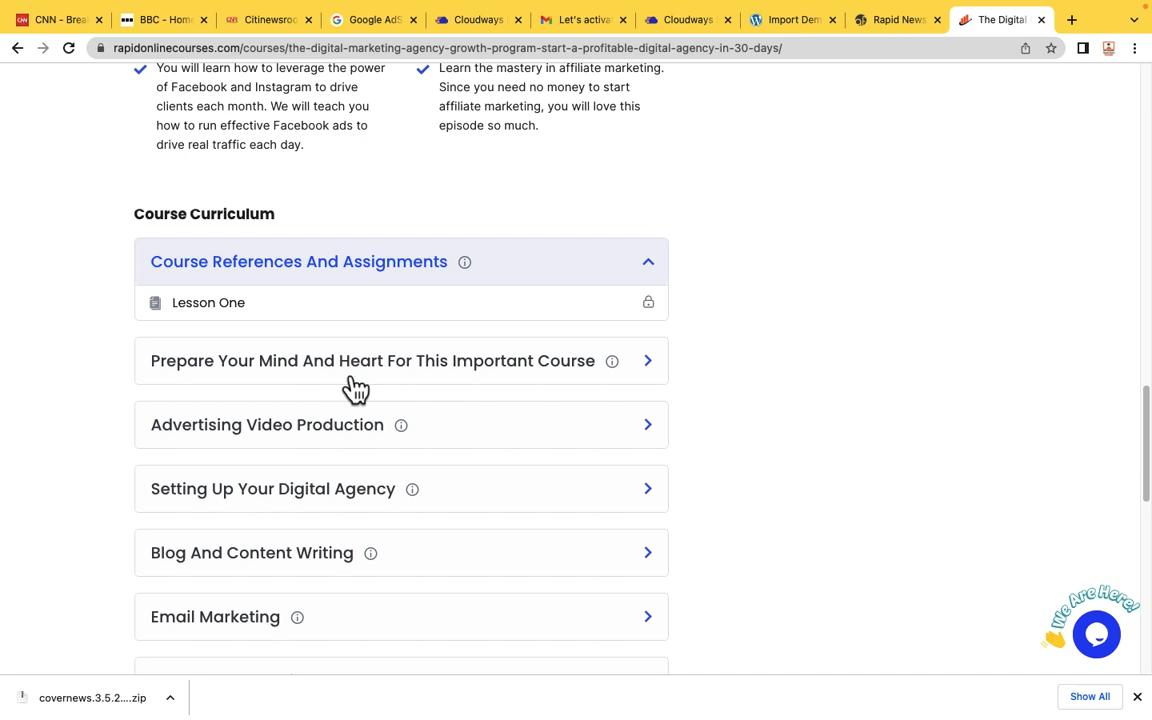 CNN - Brea
BBC - Home
Citinewsroo
Google AdS
Cloudways
Let's activa
Cloudways
Import Dem
Rapid News
The Digital
rapidonlinecourses.com/courses/the-digital-marketing-agency-growth-program-start-a-profitable-digital-agency-in-30-days/
You will learn how to leverage the power
of Facebook and Instagram to drive
clients each month. We will teach you
how to run effective Facebook ads to
drive real traffic each day.
Learn the mastery in affiliate marketing.
Since you need no money to start
affiliate marketing, you will love this
episode so much.
Course Curriculum
Course References And Assignments
Lesson One
Prepare Your Mind And Heart For This Important Course
Advertising Video Production
Setting Up Your Digital Agency
Blog And Content Writing
Email Marketing
We Are Here!
covernews.3.5.2....zip
Show All